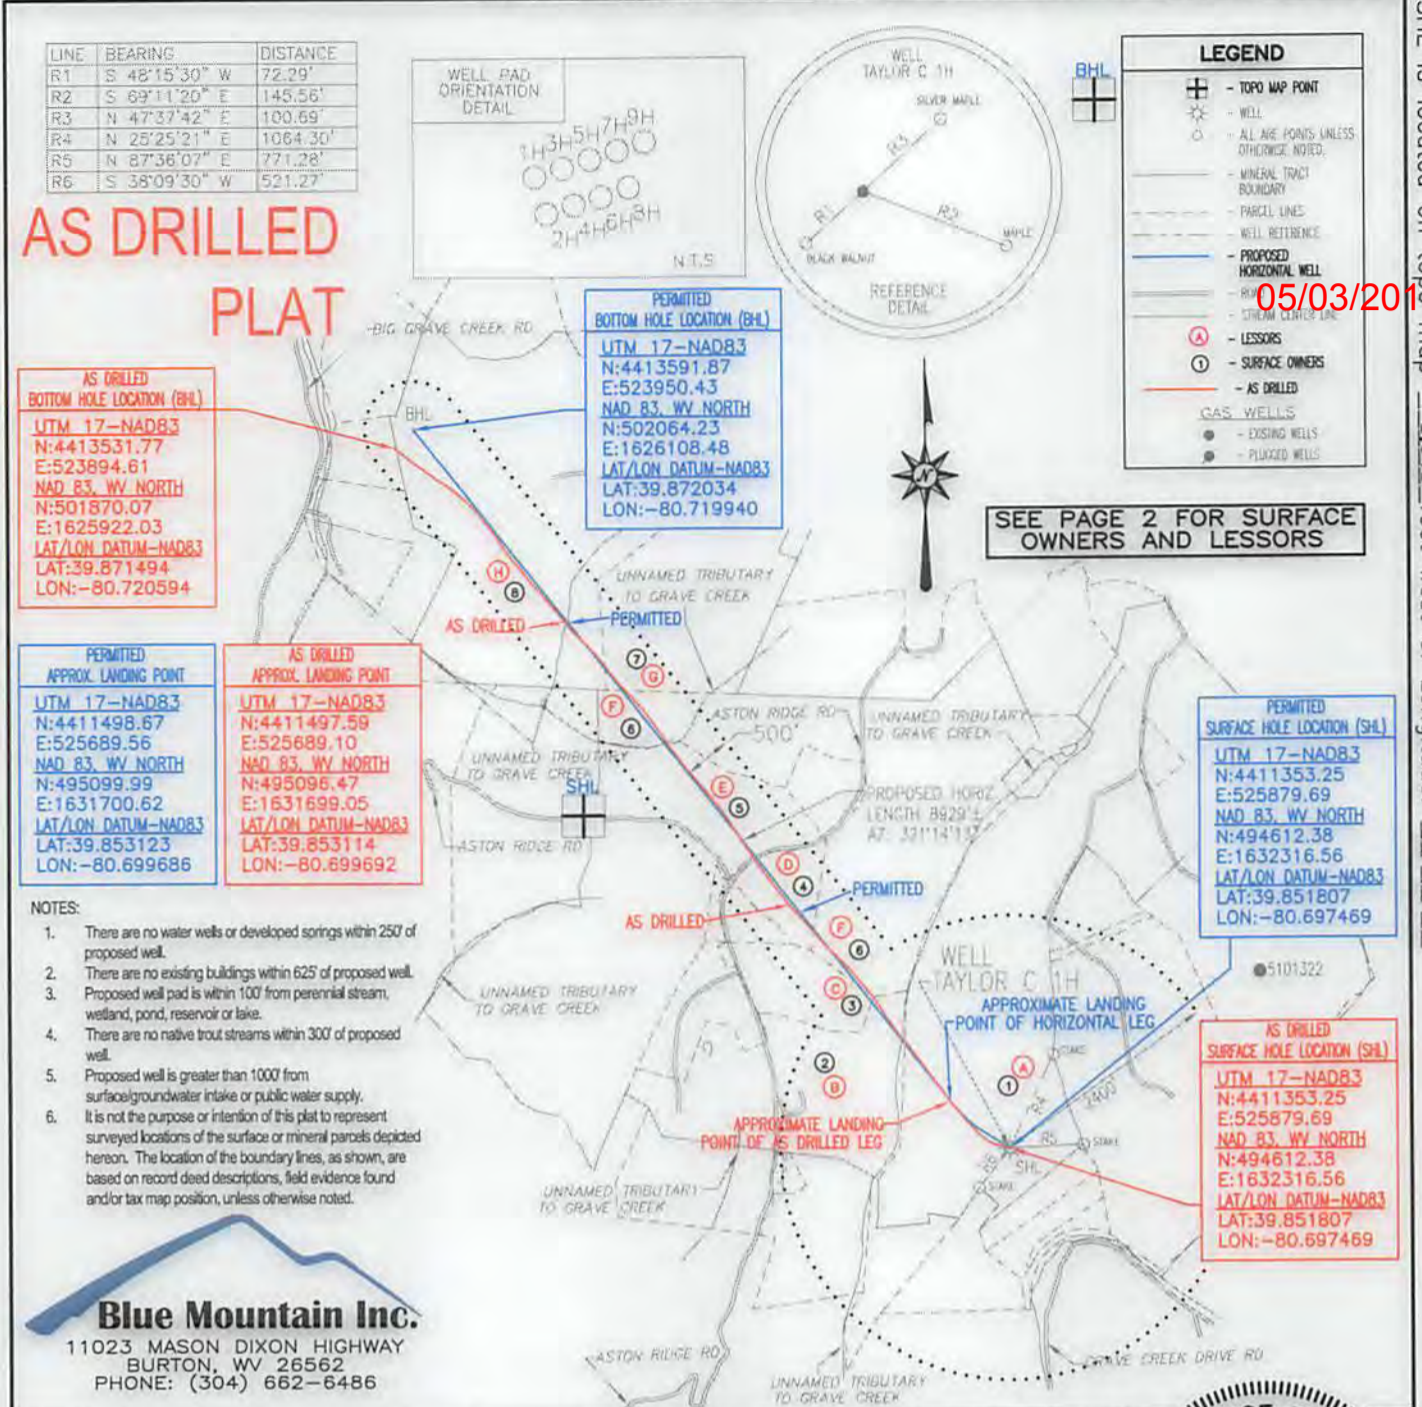 LINE BEARING DISTANCE
R1 S 48°15'30" W 72.29'
R2 S 69°11'20" E 145.56'
R3 N 47°37'42" E 100.69'
R4 N 25°25'21" E 1064.30'
R5 N 87°36'07" E 771.28'
R6 S 38°09'30" W 521.27'
AS DRILLED
PLAT
WELL PAD
ORIENTATION
DETAIL
1H 3H 5H 7H 9H
2H 4H 6H 8H
N.T.S
WELL
TAYLOR C 1H
SILVER MAPLE
R3
R1
R2
BLACK WALNUT
MAPLE
REFERENCE
DETAIL
BHL
LEGEND
- TOPO MAP POINT
- WELL
- ALL ARE POINTS UNLESS
OTHERWISE NOTED.
- MINERAL TRACT
BOUNDARY
- PARCEL LINES
- WELL REFERENCE
- PROPOSED
HORIZONTAL WELL
05/03/201
- STREAM CENTER LINE
A - LESSORS
1 - SURFACE OWNERS
- AS DRILLED
GAS WELLS
- EXISTING WELLS
- PLUGGED WELLS
BIG GRAVE CREEK RD
PERMITTED
BOTTOM HOLE LOCATION (BHL)
UTM 17-NAD83
N:4413591.87
E:523950.43
NAD 83, WV NORTH
N:502064.23
E:1626108.48
LAT/LON DATUM-NAD83
LAT:39.872034
LON:-80.719940
AS DRILLED
BOTTOM HOLE LOCATION (BHL)
UTM 17-NAD83
N:4413531.77
E:523894.61
NAD 83, WV NORTH
N:501870.07
E:1625922.03
LAT/LON DATUM-NAD83
LAT:39.871494
LON:-80.720594
BHL
N
SEE PAGE 2 FOR SURFACE
OWNERS AND LESSORS
H
8
UNNAMED TRIBUTARY
TO GRAVE CREEK
AS DRILLED
PERMITTED
7
G
F
6
PERMITTED
APPROX. LANDING POINT
UTM 17-NAD83
N:4411498.67
E:525689.56
NAD 83, WV NORTH
N:495099.99
E:1631700.62
LAT/LON DATUM-NAD83
LAT:39.853123
LON:-80.699686
AS DRILLED
APPROX. LANDING POINT
UTM 17-NAD83
N:4411497.59
E:525689.10
NAD 83, WV NORTH
N:495096.47
E:1631699.05
LAT/LON DATUM-NAD83
LAT:39.853114
LON:-80.699692
ASTON RIDGE RD
500'
UNNAMED TRIBUTARY
TO GRAVE CREEK
UNNAMED TRIBUTARY
TO GRAVE CREEK
SHL
E
5
PROPOSED HORIZ.
LENGTH 8929'±
AZ. 321°14'13"
ASTON RIDGE RD
D
4
PERMITTED
AS DRILLED
F
6
PERMITTED
SURFACE HOLE LOCATION (SHL)
UTM 17-NAD83
N:4411353.25
E:525879.69
NAD 83, WV NORTH
N:494612.38
E:1632316.56
LAT/LON DATUM-NAD83
LAT:39.851807
LON:-80.697469
NOTES:
1. There are no water wells or developed springs within 250' of
proposed well.
2. There are no existing buildings within 625' of proposed well.
3. Proposed well pad is within 100' from perennial stream,
wetland, pond, reservoir or lake.
4. There are no native trout streams within 300' of proposed
well.
5. Proposed well is greater than 1000' from
surface/groundwater intake or public water supply.
6. It is not the purpose or intention of this plat to represent
surveyed locations of the surface or mineral parcels depicted
hereon. The location of the boundary lines, as shown, are
based on record deed descriptions, field evidence found
and/or tax map position, unless otherwise noted.
UNNAMED TRIBUTARY
TO GRAVE CREEK
C
3
WELL
TAYLOR C 1H
5101322
APPROXIMATE LANDING
POINT OF HORIZONTAL LEG
2
B
A
1
STAKE
R4
2400'
APPROXIMATE LANDING
POINT OF AS DRILLED LEG
R5
STAKE
SHL
R6
STAKE
AS DRILLED
SURFACE HOLE LOCATION (SHL)
UTM 17-NAD83
N:4411353.25
E:525879.69
NAD 83, WV NORTH
N:494612.38
E:1632316.56
LAT/LON DATUM-NAD83
LAT:39.851807
LON:-80.697469
UNNAMED TRIBUTARY
TO GRAVE CREEK
Blue Mountain Inc.
11023 MASON DIXON HIGHWAY
BURTON, WV 26562
PHONE: (304) 662-6486
ASTON RIDGE RD
UNNAMED TRIBUTARY
TO GRAVE CREEK
GRAVE CREEK DRIVE RD